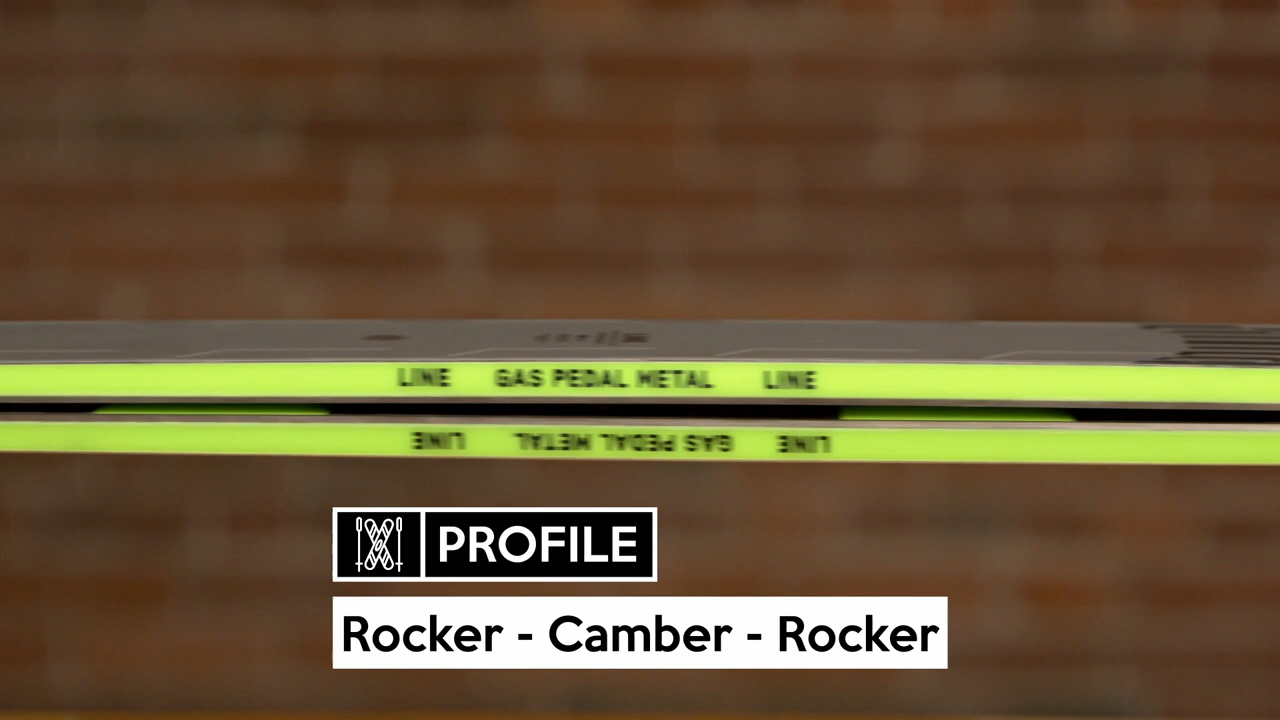 LINE GAS PEDAL METAL LINE
LINE GAS PEDAL METAL LINE
PROFILE
Rocker - Camber - Rocker